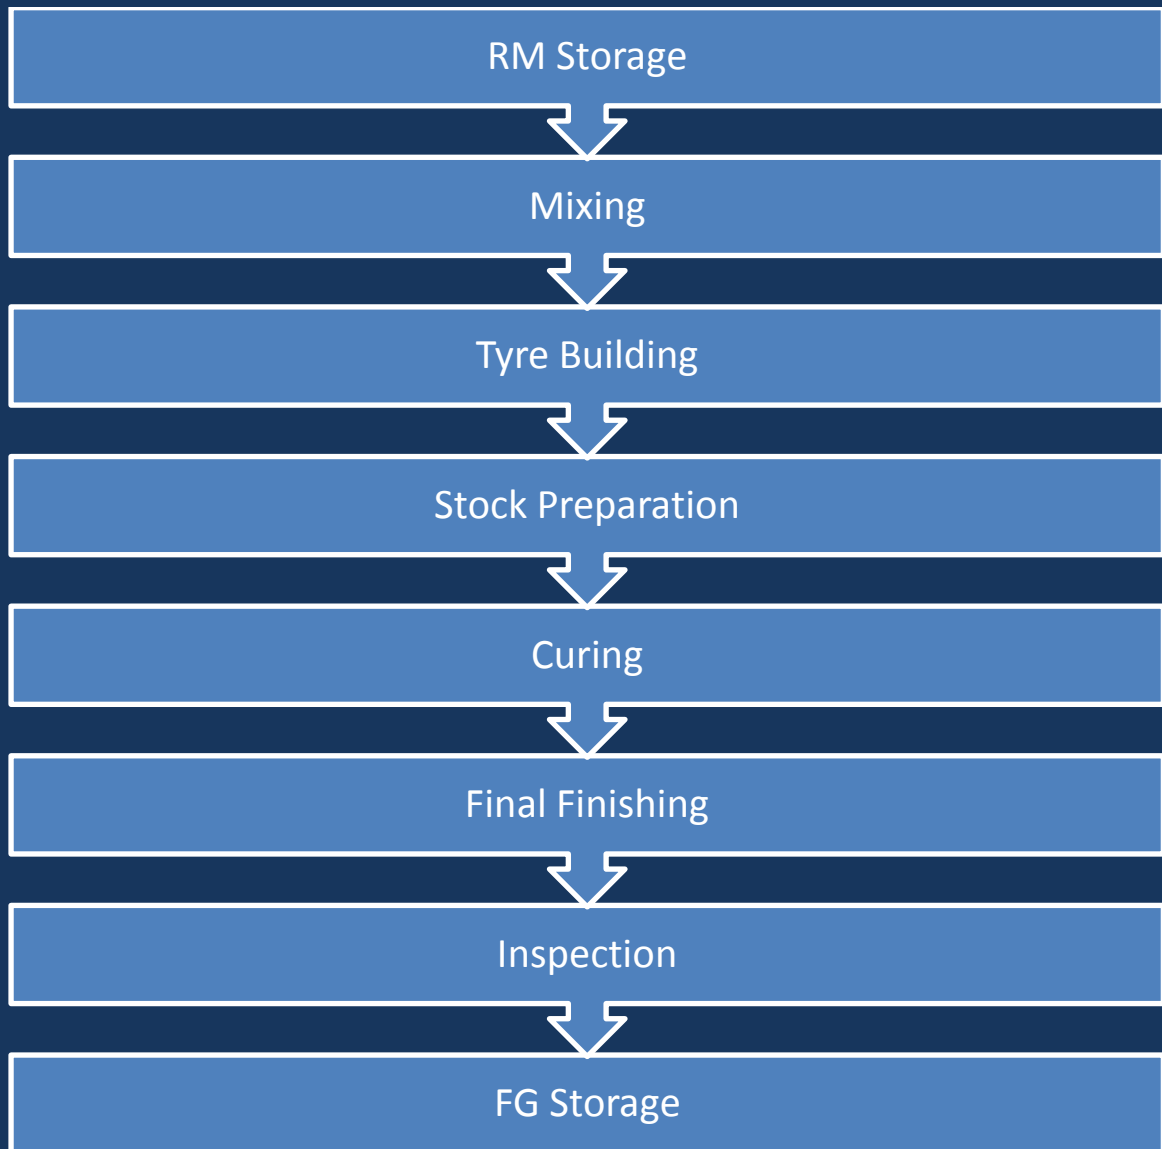 RM Storage
Mixing
Tyre Building
Stock Preparation
Curing
Final Finishing
Inspection
FG Storage